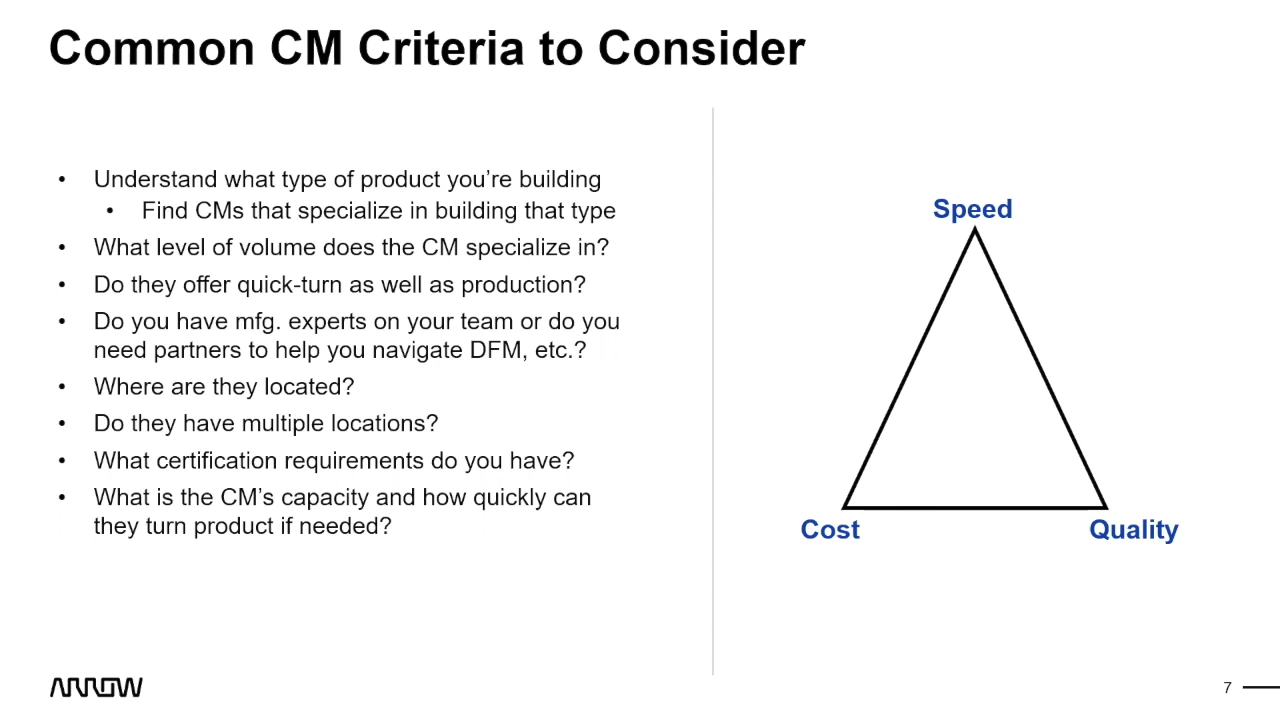 Common CM Criteria to Consider
• Understand what type of product you're building
• Find CMs that specialize in building that type
• What level of volume does the CM specialize in?
• Do they offer quick-turn as well as production?
• Do you have mfg. experts on your team or do you
need partners to help you navigate DFM, etc.?
• Where are they located?
• Do they have multiple locations?
• What certification requirements do you have?
• What is the CM's capacity and how quickly can
they turn product if needed?
Speed
Cost
Quality
ARROW
7